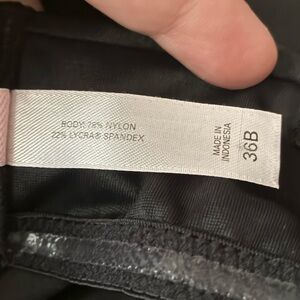 BODY: 78% NYLON
22% LYCRA® SPANDEX
MADE IN
INDONESIA
36B